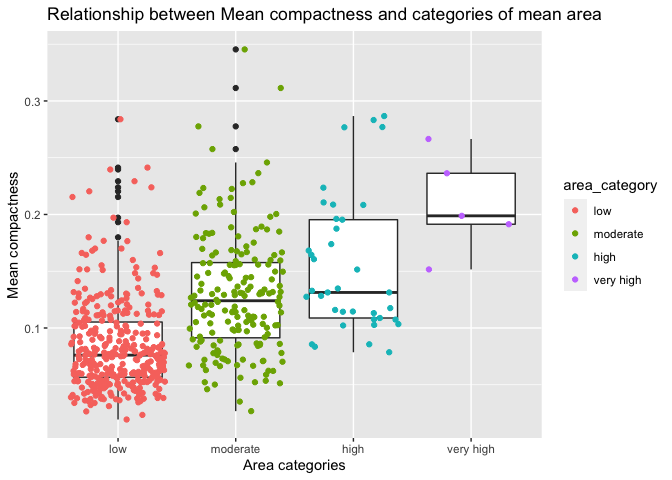 Relationship between Mean compactness and categories of mean area
Mean compactness
0.3
0.2
0.1
low
moderate
high
very high
Area categories
area_category
low
moderate
high
very high